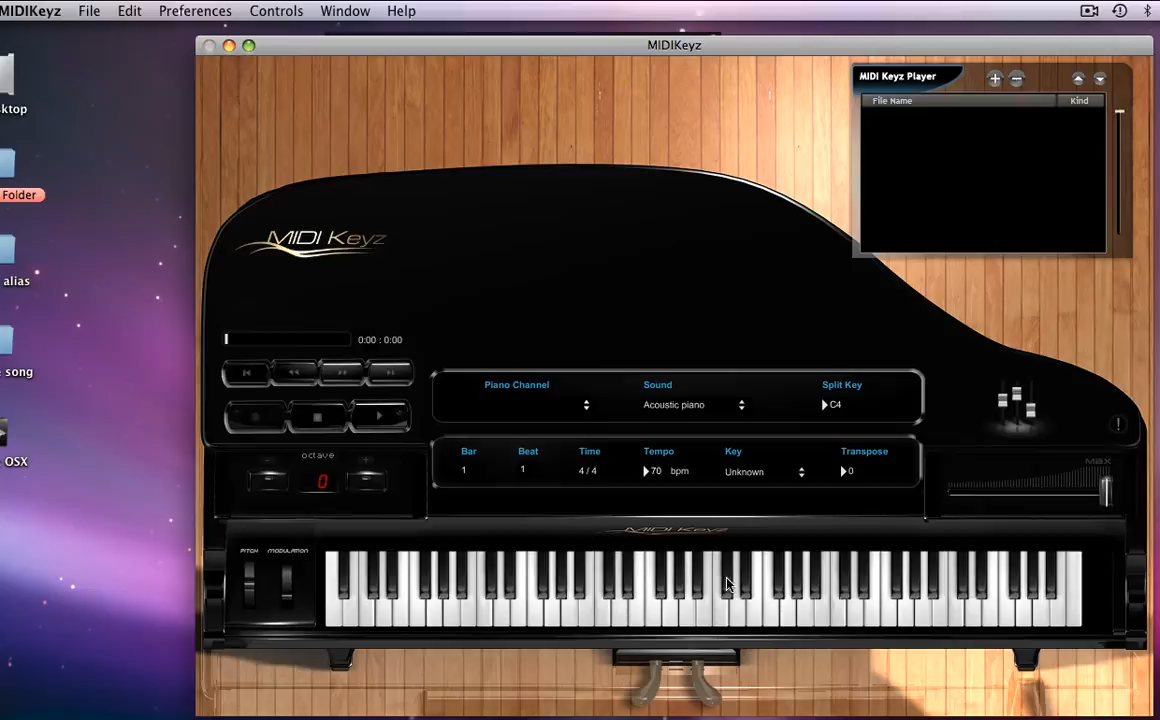 MIDIKeyz File Edit Preferences Controls Window Help
MIDIKeyz
MIDI Keyz Player
File Name Kind
ktop
Folder
MIDI Keyz
alias
0:00 : 0:00
song
Piano Channel Sound Split Key
Acoustic piano C4
Bar Beat Time Tempo Key Transpose
1 1 4 / 4 70 bpm Unknown 0
OSX
octave
- +
0
MAX
MIDI Keyz
PITCH MODULATION